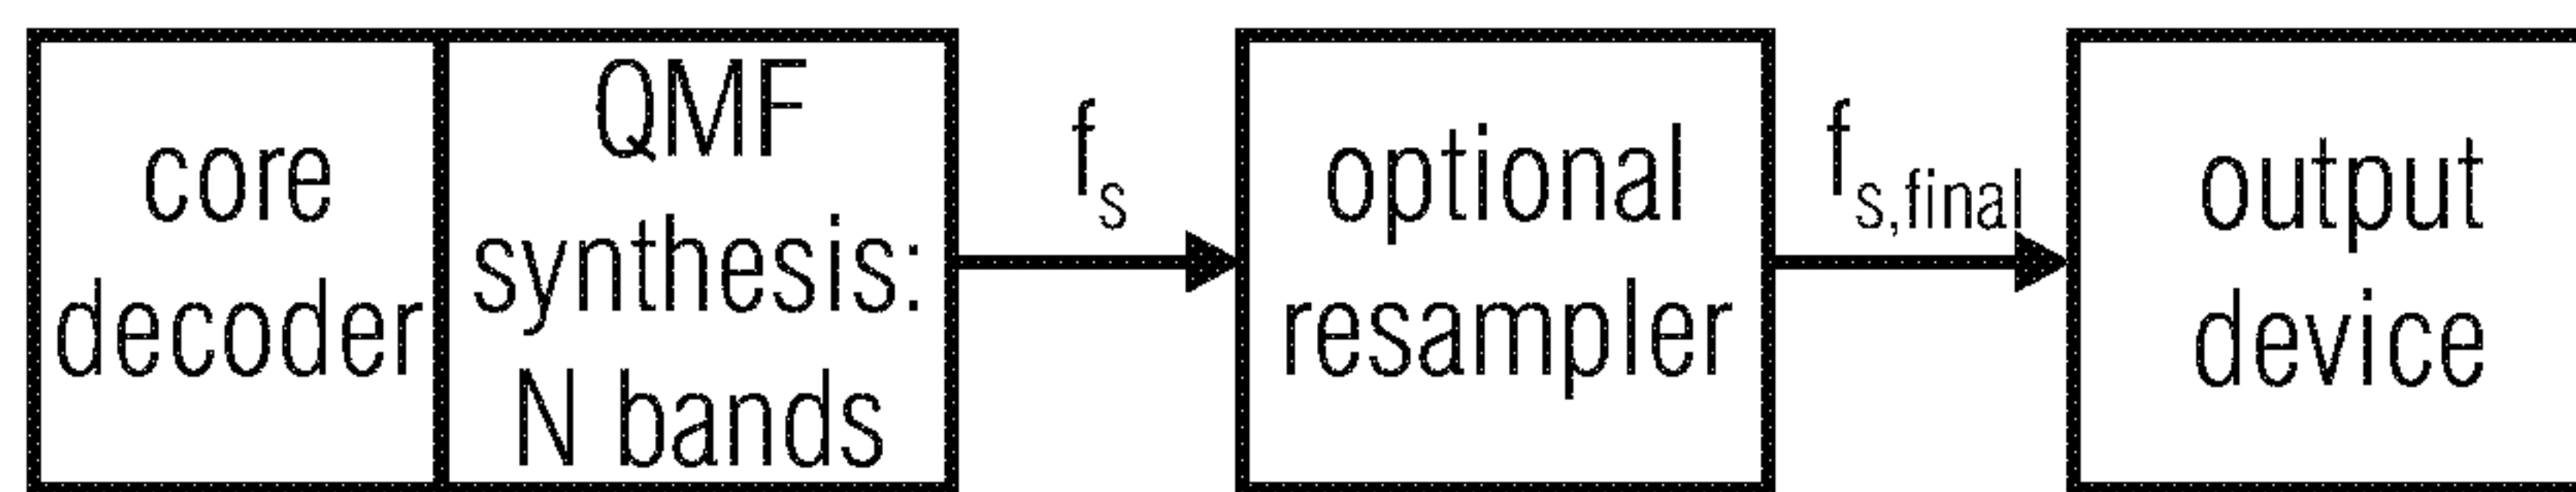 core
decoder
QMF
synthesis:
N bands
fs
optional
resampler
fs,final
output
device